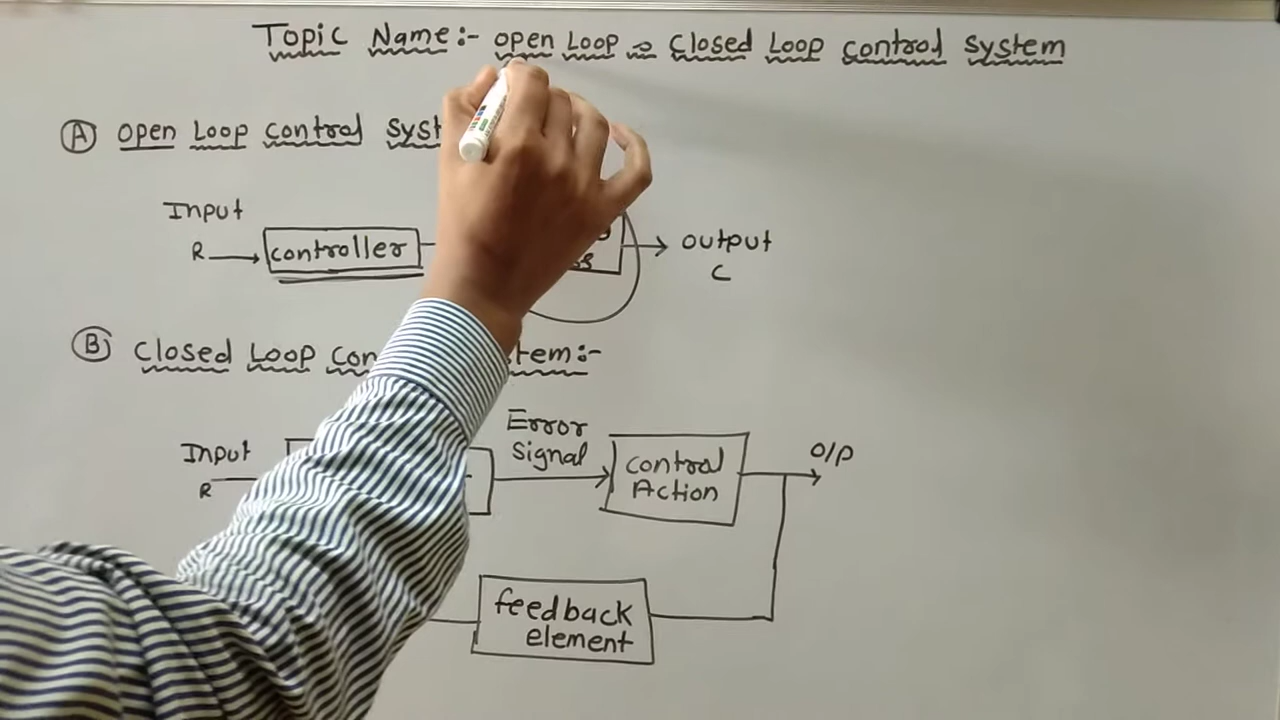 Topic Name:- open Loop & closed Loop control system
(A) open Loop control syst
Input
R controller output
C
(B) closed Loop con tem:-
Error
Input Signal control O/P
R Action
feedback
element